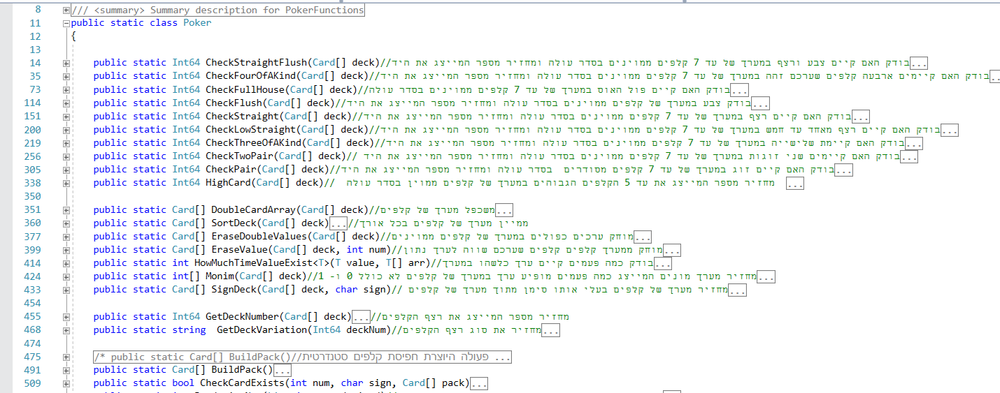 8 /// <summary> Summary description for PokerFunctions
11 public static class Poker
12 {
13
14 public static Int64 CheckStraightFlush(Card[] deck)//בודק האם קיים צבע ורצף במערך של עד 7 קלפים ממוינים בסדר עולה ומחזיר מספר המייצג את היד...
35 public static Int64 CheckFourOfAKind(Card[] deck)//בודק האם קיימים ארבעה קלפים שערכם זהה במערך של עד 7 קלפים ממוינים בסדר עולה ומחזיר מספר המייצג את היד..
73 public static Int64 CheckFullHouse(Card[] deck)//בודק האם קיים פול האוס במערך של עד 7 קלפים ממוינים בסדר עולה...
114 public static Int64 CheckFlush(Card[] deck)//בודק צבע במערך של קלפים ממוינים בסדר עולה ומחזיר מספר המייצג את היד...
151 public static Int64 CheckStraight(Card[] deck)//בודק האם קיים רצף במערך של עד 7 קלפים ממוינים בסדר עולה ומחזיר מספר המייצג את היד...
200 public static Int64 CheckLowStraight(Card[] deck)//בודק האם קיים רצף מאחד עד חמש במערך של עד 7 קלפים ממוינים בסדר עולה ומחזיר מספר המייצג את היד...
219 public static Int64 CheckThreeOfAKind(Card[] deck)//בודק האם קיימת שלישייה במערך של עד 7 קלפים ממוינים בסדר עולה ומחזיר מספר המייצג את היד...
256 public static Int64 CheckTwoPair(Card[] deck)// בודק האם קיימים שני זוגות במערך של עד 7 קלפים ממוינים בסדר עולה ומחזיר מספר המייצג את היד...
305 public static Int64 CheckPair(Card[] deck)//בודק האם קיים זוג במערך של עד 7 קלפים מסודרים בסדר עולה ומחזיר מספר המייצג את היד...
338 public static Int64 HighCard(Card[] deck)// מחזיר מספר המייצג את עד 5 הקלפים הגבוהים במערך של קלפים ממוין בסדר עולה ...
350
351 public static Card[] DoubleCardArray(Card[] deck)//משכפל מערך של קלפים...
360 public static Card[] SortDeck(Card[] deck)...//ממיין מערך של קלפים בכל אורך
377 public static Card[] EraseDoubleValues(Card[] deck)//מוחק ערכים כפולים במערך של קלפים ממוינים...
399 public static Card[] EraseValue(Card[] deck, int num)//מוחק ממערך קלפים קלפים שערכם שווה לערך נתון...
414 public static int HowMuchTimeValueExist<T>(T value, T[] arr)//בודק כמה פעמים קיים ערך כלשהו במערך...
424 public static int[] Monim(Card[] deck)//מחזיר מערך מונים המייצג כמה פעמים מופיע ערך במערך של קלפים לא כולל 0 ו- 1...
433 public static Card[] SignDeck(Card[] deck, char sign)// מחזיר מערך של קלפים בעלי אותו סימן מתוך מערך של קלפים...
454
455 public static Int64 GetDeckNumber(Card[] deck)...//מחזיר מספר המייצג את רצף הקלפים
468 public static string GetDeckVariation(Int64 deckNum)//מחזיר את סוג רצף הקלפים...
474
475 /* public static Card[] BuildPack()//פעולה היוצרת חפיסת קלפים סטנדרטית ...
491 public static Card[] BuildPack()...
509 public static bool CheckCardExists(int num, char sign, Card[] pack)...